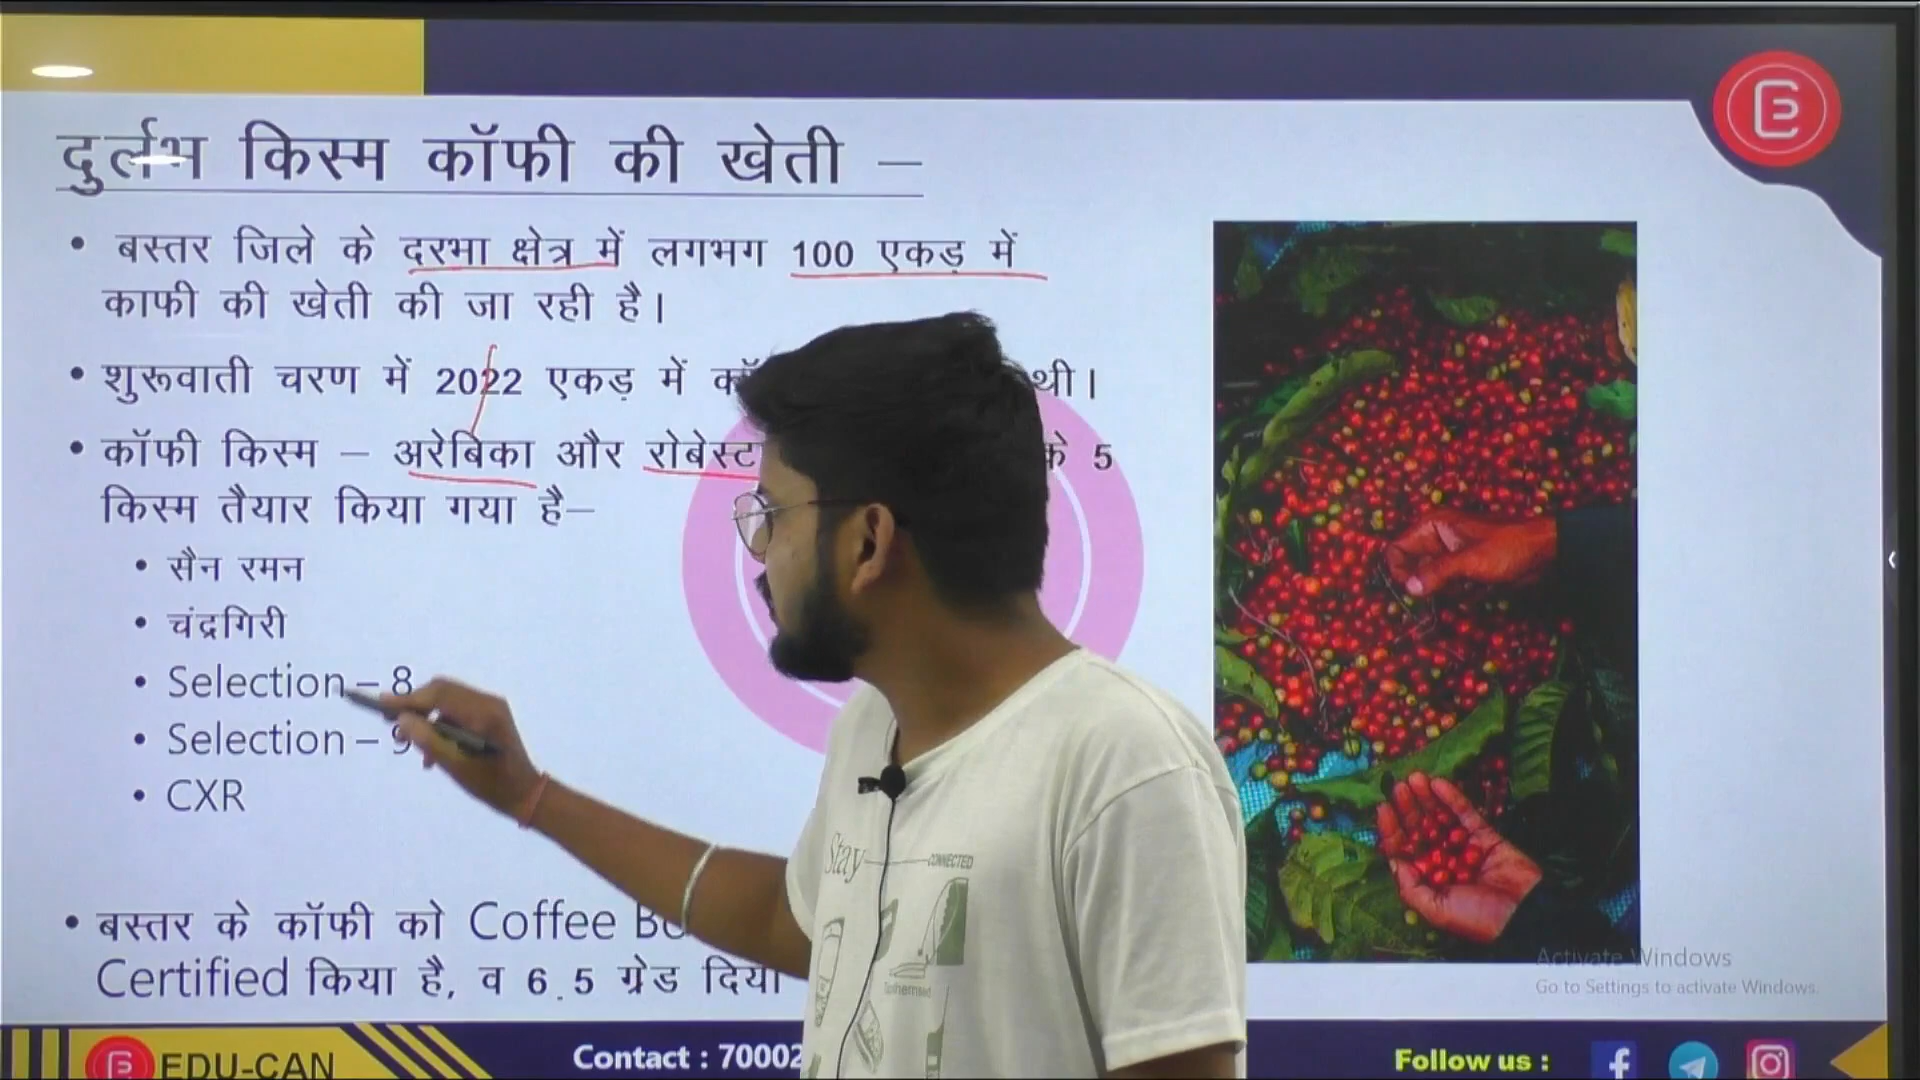 दुर्लभ किस्म कॉफी की खेती –
• बस्तर जिले के दरभा क्षेत्र में लगभग 100 एकड़ में
काफी की खेती की जा रही है।
• शुरूवाती चरण में 2022 एकड़ में थी।
• कॉफी किस्म – अरेबिका और के 5
किस्म तैयार किया गया है–
• सैन रमन
• चंद्रगिरी
• Selection – 8
• Selection – 9
• CXR
• बस्तर के कॉफी को Coffee
Certified किया है, व 6.5 ग्रेड दिया
Stay CONNECTED
Activate Windows
Go to Settings to activate Windows.
EDU-CAN
Contact : 70002
Follow us :